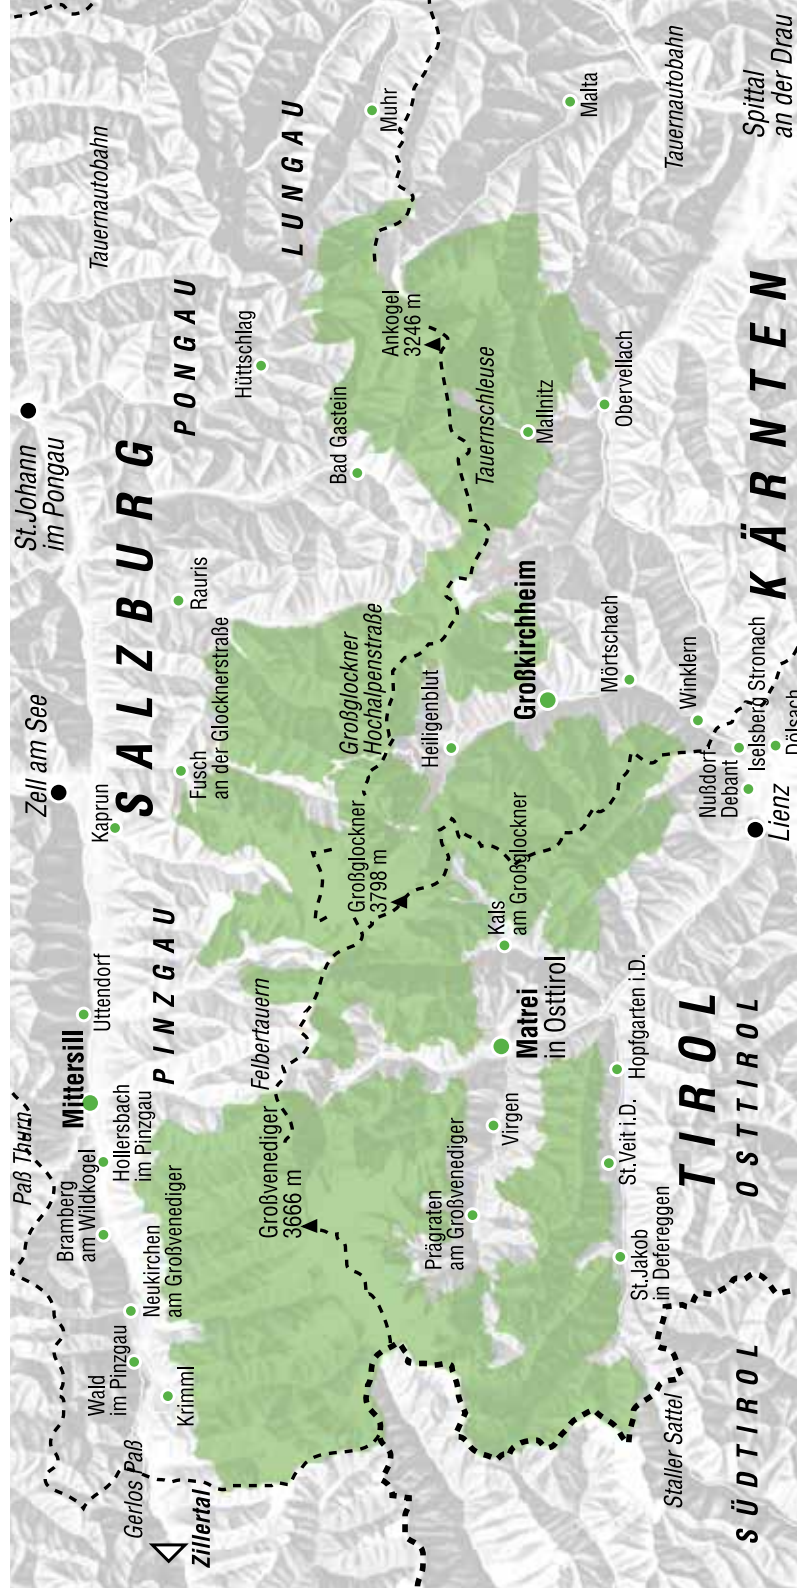 Paß Thurn
Zell am See
St.Johann
im Pongau
Bramberg
am Wildkogel
Mittersill
Uttendorf
Kaprun
Tauernautobahn
Wald
im Pinzgau
Hollersbach
im Pinzgau
Gerlos Paß
Neukirchen
am Großvenediger
SALZBURG
PINZGAU
PONGAU
Krimml
Zillertal
Fusch
an der Glocknerstraße
Rauris
Hüttschlag
LUNGAU
Felbertauern
Großvenediger
3666 m
Bad Gastein
Großglockner
Hochalpenstraße
Großglockner
3798 m
Ankogel
3246 m
Muhr
Prägraten
am Großvenediger
Heiligenblut
Tauernschleuse
Kals
am Großglockner
Virgen
Matrei
in Osttirol
Großkirchheim
Mallnitz
Malta
Mörtschach
Obervellach
St.Veit i.D.
Hopfgarten i.D.
St.Jakob
in Defereggen
Staller Sattel
Winklern
Tauernautobahn
TIROL
Nußdorf
Debant
OSTTIROL
SÜDTIROL
Iselsberg Stronach
KÄRNTEN
Spittal
an der Drau
Lienz
Dölsach